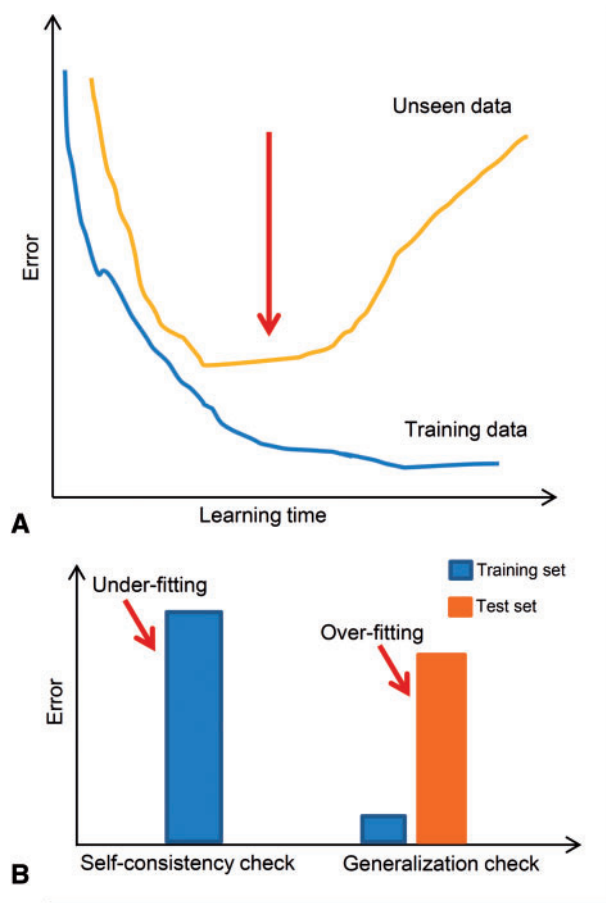 Unseen data
Error
Training data
Learning time
A
Under-fitting
Training set
Test set
Over-fitting
Error
Self-consistency check
Generalization check
B